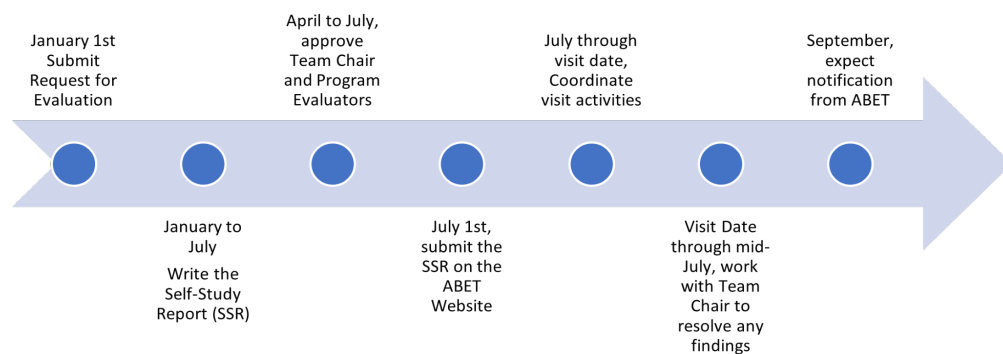 January 1st
Submit
Request for
Evaluation
January to
July
Write the
Self-Study
Report (SSR)
April to July,
approve
Team Chair
and Program
Evaluators
July 1st,
submit the
SSR on the
ABET
Website
July through
visit date,
Coordinate
visit activities
Visit Date
through mid-
July, work
with Team
Chair to
resolve any
findings
September,
expect
notification
from ABET